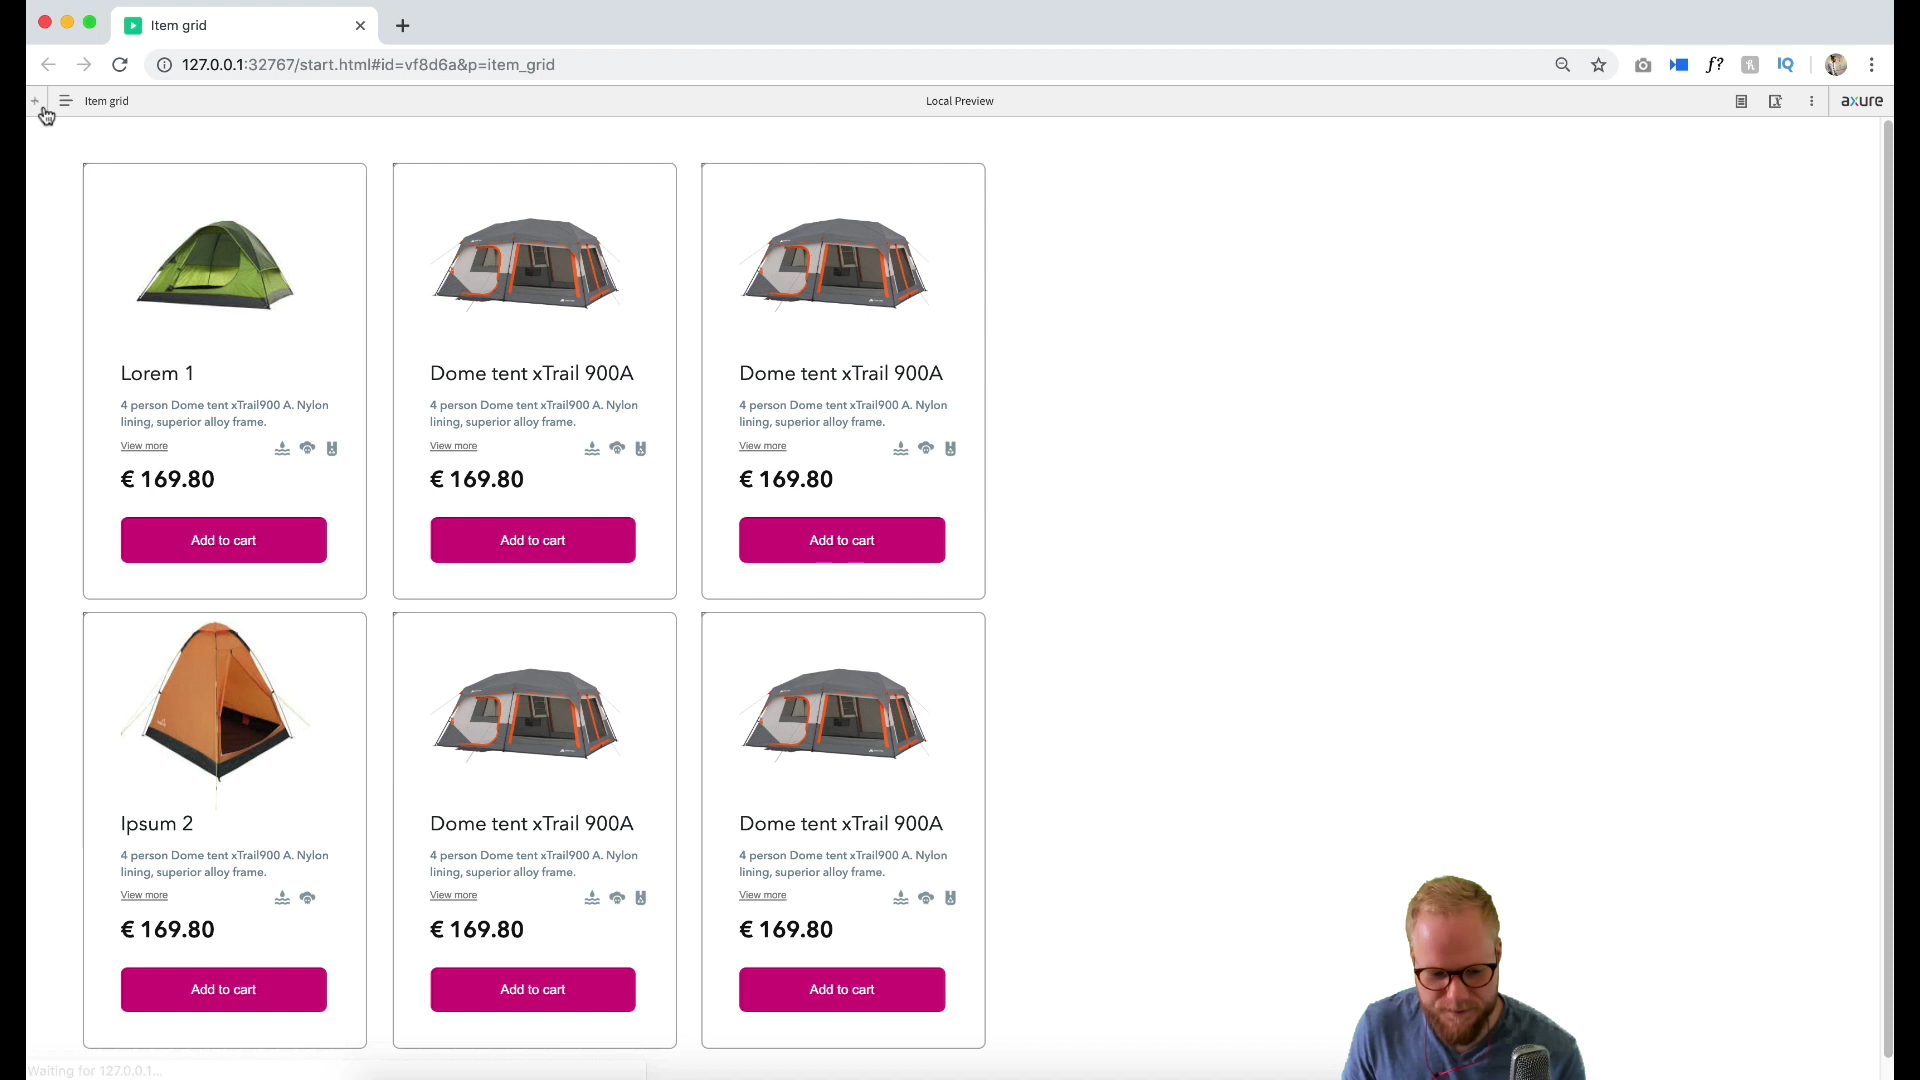 Item grid
127.0.0.1:32767/start.html#id=vf8d6a&p=item_grid
f?
IQ
Item grid
Local Preview
axure
Lorem 1
4 person Dome tent xTrail900 A. Nylon
lining, superior alloy frame.
View more
€ 169.80
Add to cart
Dome tent xTrail 900A
4 person Dome tent xTrail900 A. Nylon
lining, superior alloy frame.
View more
€ 169.80
Add to cart
Dome tent xTrail 900A
4 person Dome tent xTrail900 A. Nylon
lining, superior alloy frame.
View more
€ 169.80
Add to cart
Ipsum 2
4 person Dome tent xTrail900 A. Nylon
lining, superior alloy frame.
View more
€ 169.80
Add to cart
Dome tent xTrail 900A
4 person Dome tent xTrail900 A. Nylon
lining, superior alloy frame.
View more
€ 169.80
Add to cart
Dome tent xTrail 900A
4 person Dome tent xTrail900 A. Nylon
lining, superior alloy frame.
View more
€ 169.80
Add to cart
Waiting for 127.0.0.1...